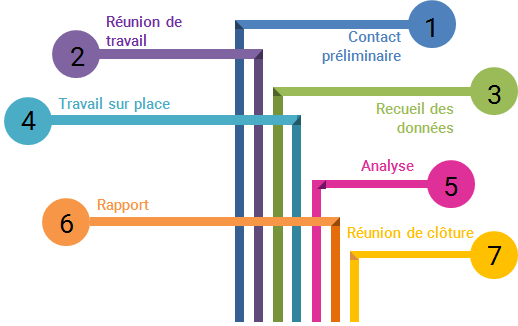 1
Contact
préliminaire
2
Réunion de
travail
3
Recueil des
données
4
Travail sur place
5
Analyse
6
Rapport
7
Réunion de clôture